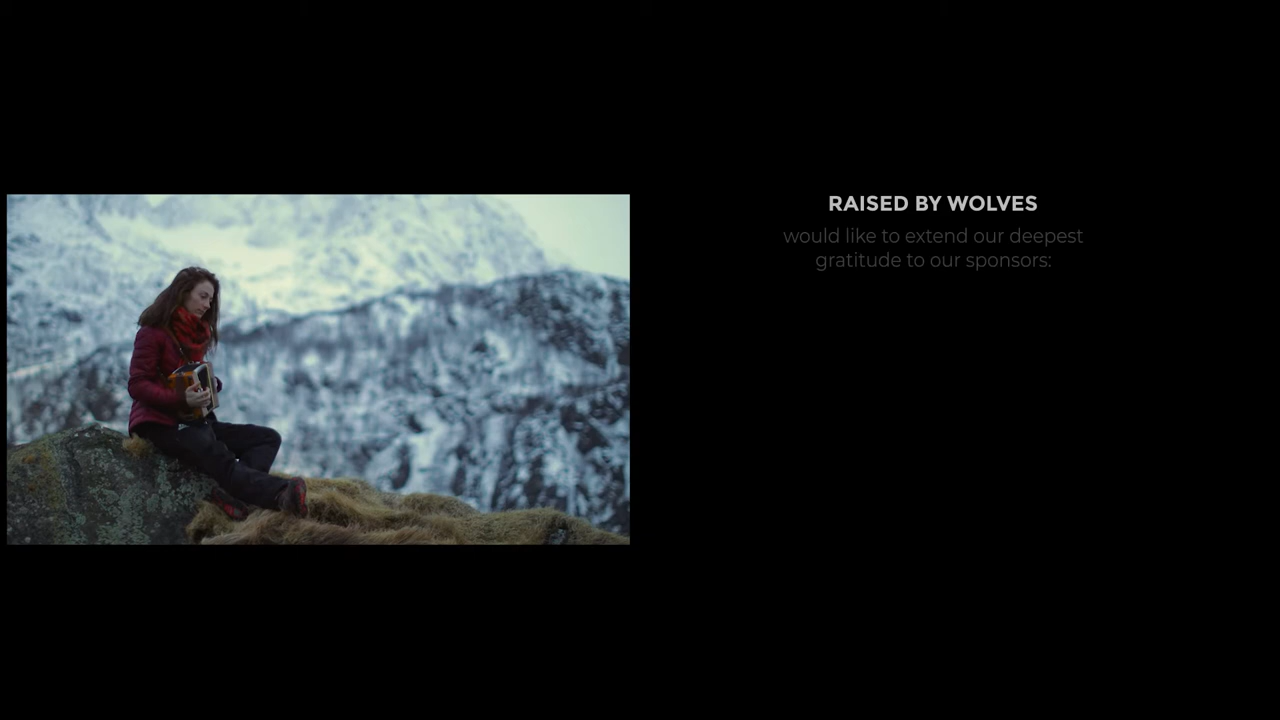 RAISED BY WOLVES
would like to extend our deepest
gratitude to our sponsors: